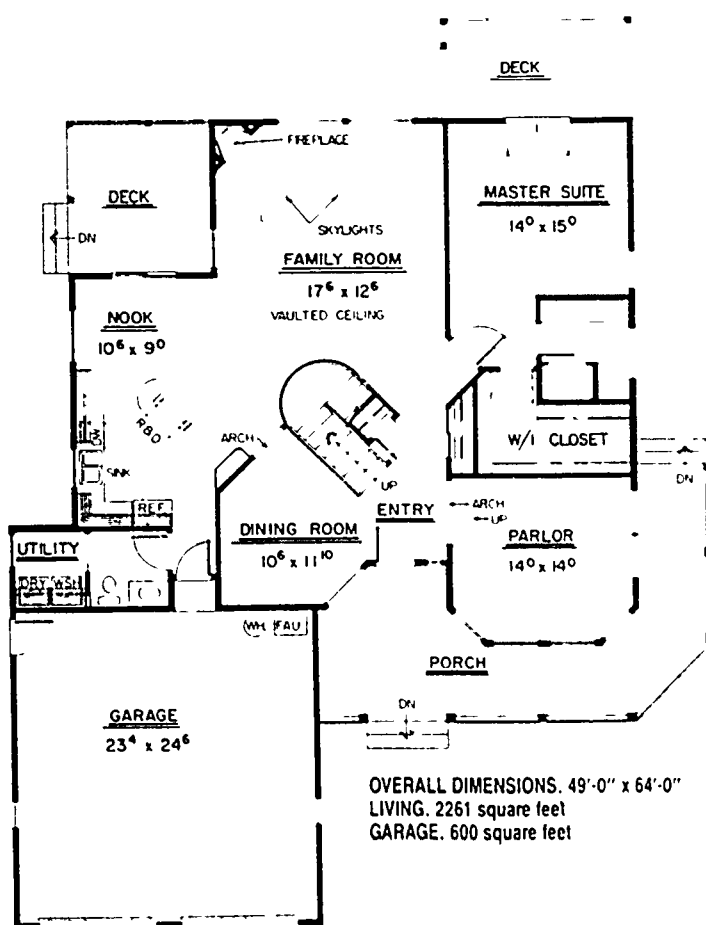 DECK
FIREPLACE
DECK
MASTER SUITE
14⁰ x 15⁰
SKYLIGHTS
DN
FAMILY ROOM
17⁶ x 12⁶
VAULTED CEILING
NOOK
10⁶ x 9⁰
ARCH
DW
SINK
W/I CLOSET
DN
UP
REF.
ENTRY
ARCH
UP
DINING ROOM
10⁶ x 11¹⁰
PARLOR
14⁰ x 14⁰
UTILITY
DRY
WSH
WH
FAU
PORCH
DN
GARAGE
23⁴ x 24⁶
OVERALL DIMENSIONS. 49'-0" x 64'-0"
LIVING. 2261 square feet
GARAGE. 600 square feet